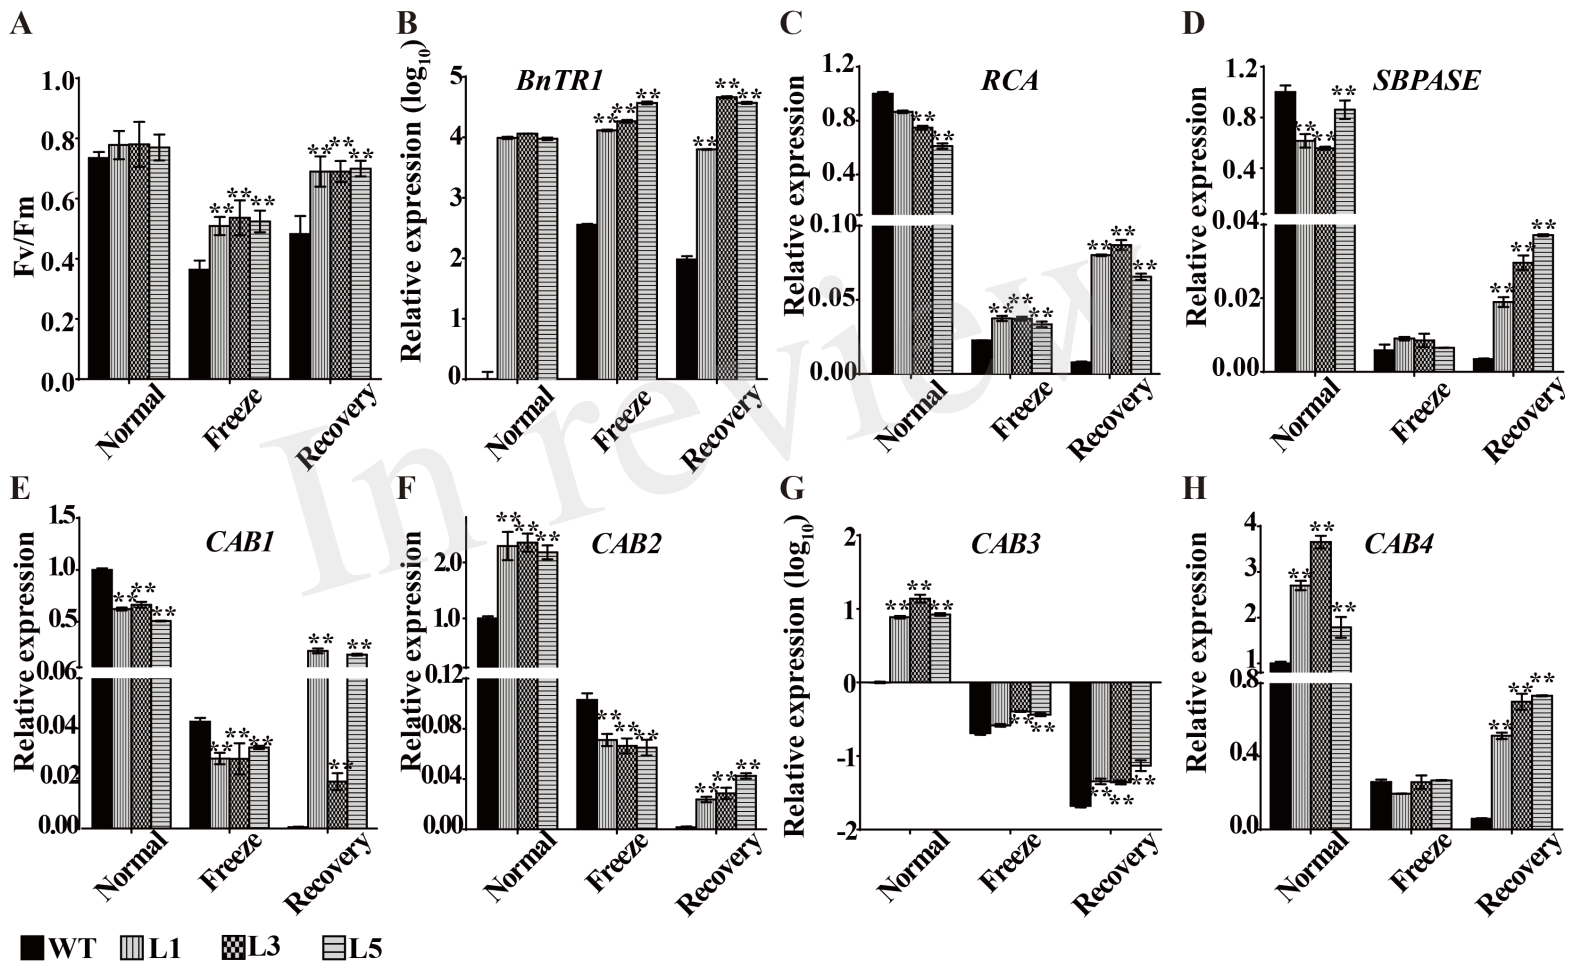 A
Fv/Fm
1.0
0.8
0.6
0.4
0.2
0.0
** ** **
** ** **
Normal
Freeze
Recovery
B
Relative expression (log10)
BnTR1
5
4
3
2
1
0
** ** **
** ** **
Normal
Freeze
Recovery
C
Relative expression
RCA
1.2
0.8
0.4
0.10
0.05
0.00
** **
** ** **
** ** **
Normal
Freeze
Recovery
D
Relative expression
SBPASE
1.2
0.8
0.4
0.04
0.02
0.00
** ** **
** ** **
Normal
Freeze
Recovery
In review
E
Relative expression
CAB1
1.5
1.0
0.5
0.06
0.04
0.02
0.00
** ** **
** ** **
** ** **
Normal
Freeze
Recovery
F
Relative expression
CAB2
2.0
1.0
0.12
0.08
0.04
0.00
** ** **
** ** **
** ** **
Normal
Freeze
Recovery
G
Relative expression (log10)
CAB3
2
1
0
-1
-2
** ** **
** **
** ** **
Normal
Freeze
Recovery
H
Relative expression
CAB4
4
3
2
1
0.8
0.4
0.0
** ** **
** ** **
Normal
Freeze
Recovery
WT L1 L3 L5